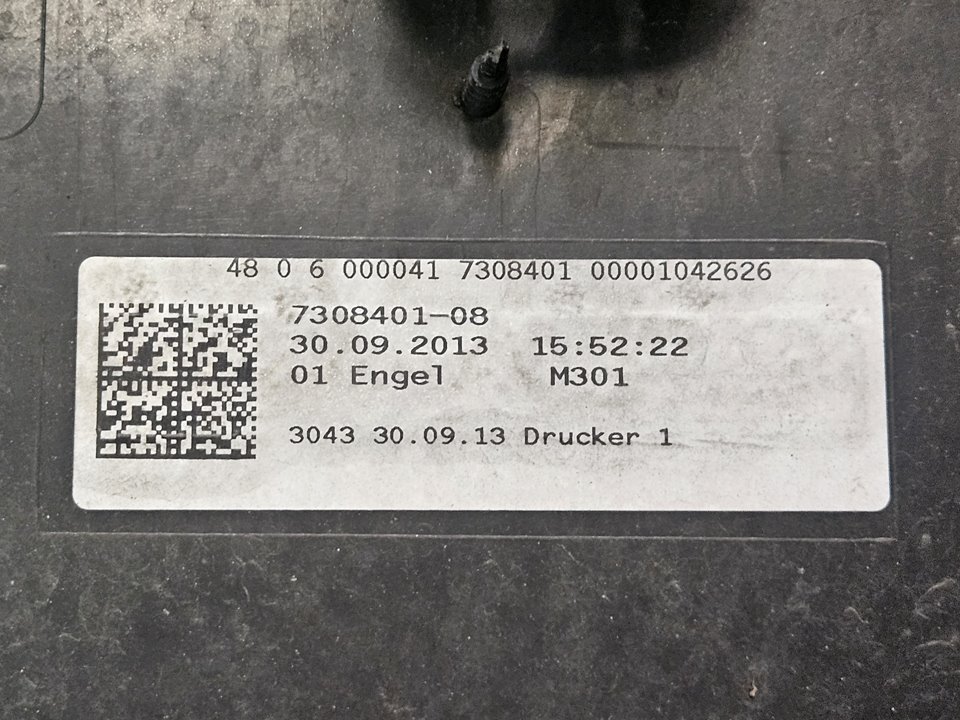 48 0 6 000041 7308401 00001042626
7308401-08
30.09.2013 15:52:22
01 Engel M301
3043 30.09.13 Drucker 1